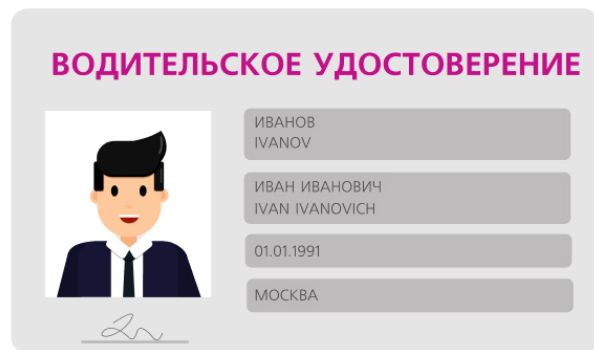 ВОДИТЕЛЬСКОЕ УДОСТОВЕРЕНИЕ
ИВАНОВ
IVANOV
ИВАН ИВАНОВИЧ
IVAN IVANOVICH
01.01.1991
МОСКВА